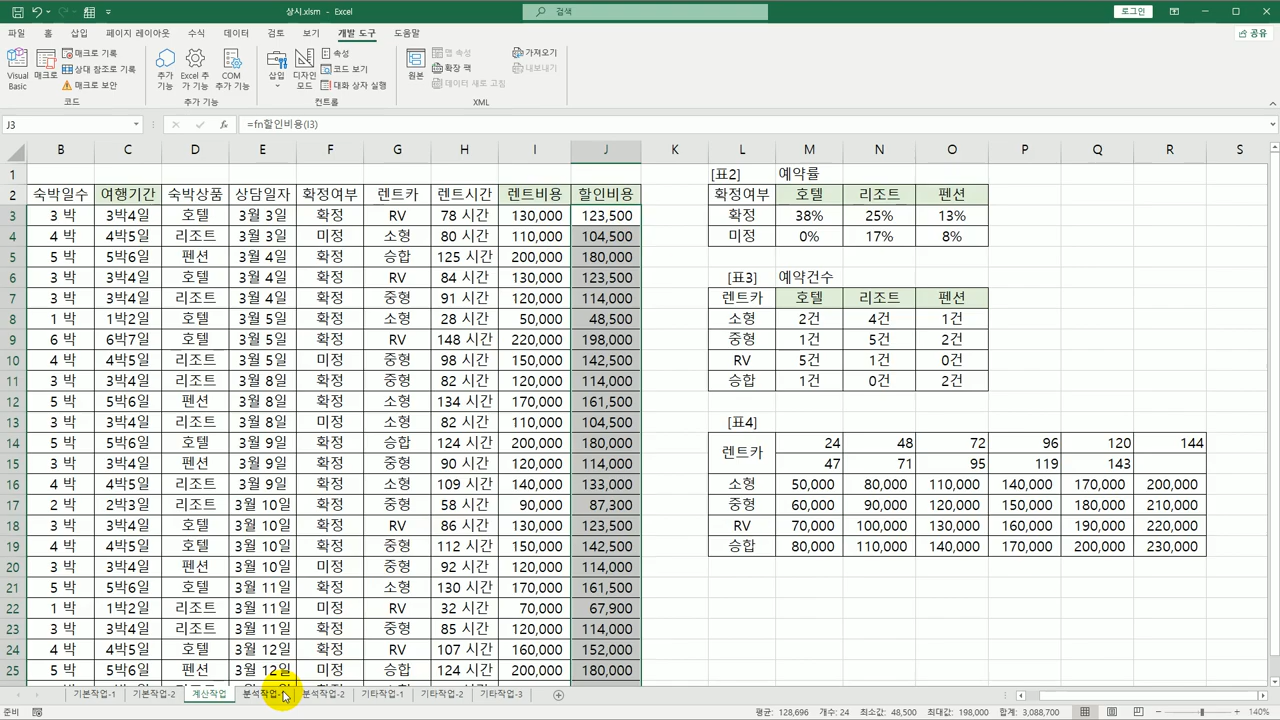 상시.xlsm - Excel
검색
로그인
파일 홈 삽입 페이지 레이아웃 수식 데이터 검토 보기 개발 도구 도움말
공유
Visual Basic
매크로
매크로 기록
상대 참조로 기록
매크로 보안
코드
추가 기능
Excel 추가 기능
COM 추가 기능
추가 기능
삽입
디자인 모드
속성
코드 보기
대화 상자 실행
컨트롤
원본
맵 속성
확장 팩
데이터 새로 고침
가져오기
내보내기
XML
J3 =fn할인비용(I3)
B C D E F G H I J K L M N O P Q R S
1 [표2] 예약률
2 숙박일수 여행기간 숙박상품 상담일자 확정여부 렌트카 렌트시간 렌트비용 할인비용 확정여부 호텔 리조트 펜션
3 3 박 3박4일 호텔 3월 3일 확정 RV 78 시간 130,000 123,500 확정 38% 25% 13%
4 4 박 4박5일 리조트 3월 3일 미정 소형 80 시간 110,000 104,500 미정 0% 17% 8%
5 5 박 5박6일 펜션 3월 4일 확정 승합 125 시간 200,000 180,000
6 3 박 3박4일 호텔 3월 4일 확정 RV 84 시간 130,000 123,500 [표3] 예약건수
7 3 박 3박4일 리조트 3월 4일 확정 중형 91 시간 120,000 114,000 렌트카 호텔 리조트 펜션
8 1 박 1박2일 호텔 3월 5일 확정 소형 28 시간 50,000 48,500 소형 2건 4건 1건
9 6 박 6박7일 호텔 3월 5일 확정 RV 148 시간 220,000 198,000 중형 1건 5건 2건
10 4 박 4박5일 리조트 3월 5일 미정 중형 98 시간 150,000 142,500 RV 5건 1건 0건
11 3 박 3박4일 리조트 3월 8일 확정 중형 82 시간 120,000 114,000 승합 1건 0건 2건
12 5 박 5박6일 펜션 3월 8일 확정 소형 134 시간 170,000 161,500
13 3 박 3박4일 리조트 3월 8일 미정 소형 82 시간 110,000 104,500 [표4]
14 5 박 5박6일 호텔 3월 9일 확정 승합 124 시간 200,000 180,000 렌트카 24 48 72 96 120 144
15 3 박 3박4일 펜션 3월 9일 확정 중형 90 시간 120,000 114,000 47 71 95 119 143
16 4 박 4박5일 리조트 3월 9일 확정 소형 109 시간 140,000 133,000 소형 50,000 80,000 110,000 140,000 170,000 200,000
17 2 박 2박3일 리조트 3월 10일 확정 중형 58 시간 90,000 87,300 중형 60,000 90,000 120,000 150,000 180,000 210,000
18 3 박 3박4일 호텔 3월 10일 확정 RV 86 시간 130,000 123,500 RV 70,000 100,000 130,000 160,000 190,000 220,000
19 4 박 4박5일 호텔 3월 10일 확정 중형 112 시간 150,000 142,500 승합 80,000 110,000 140,000 170,000 200,000 230,000
20 3 박 3박4일 펜션 3월 10일 미정 중형 92 시간 120,000 114,000
21 4 박 5박6일 호텔 3월 11일 확정 소형 130 시간 170,000 161,500
22 1 박 1박2일 리조트 3월 11일 미정 RV 32 시간 70,000 67,900
23 3 박 3박4일 리조트 3월 11일 확정 중형 85 시간 120,000 114,000
24 4 박 4박5일 호텔 3월 12일 확정 RV 107 시간 160,000 152,000
25 5 박 5박6일 펜션 3월 12일 미정 승합 124 시간 200,000 180,000
기본작업-1 기본작업-2 계산작업 분석작업- 분석작업-2 기타작업-1 기타작업-2 기타작업-3
준비 평균: 128,696 개수: 24 최소값: 48,500 최대값: 198,000 합계: 3,088,700 140%